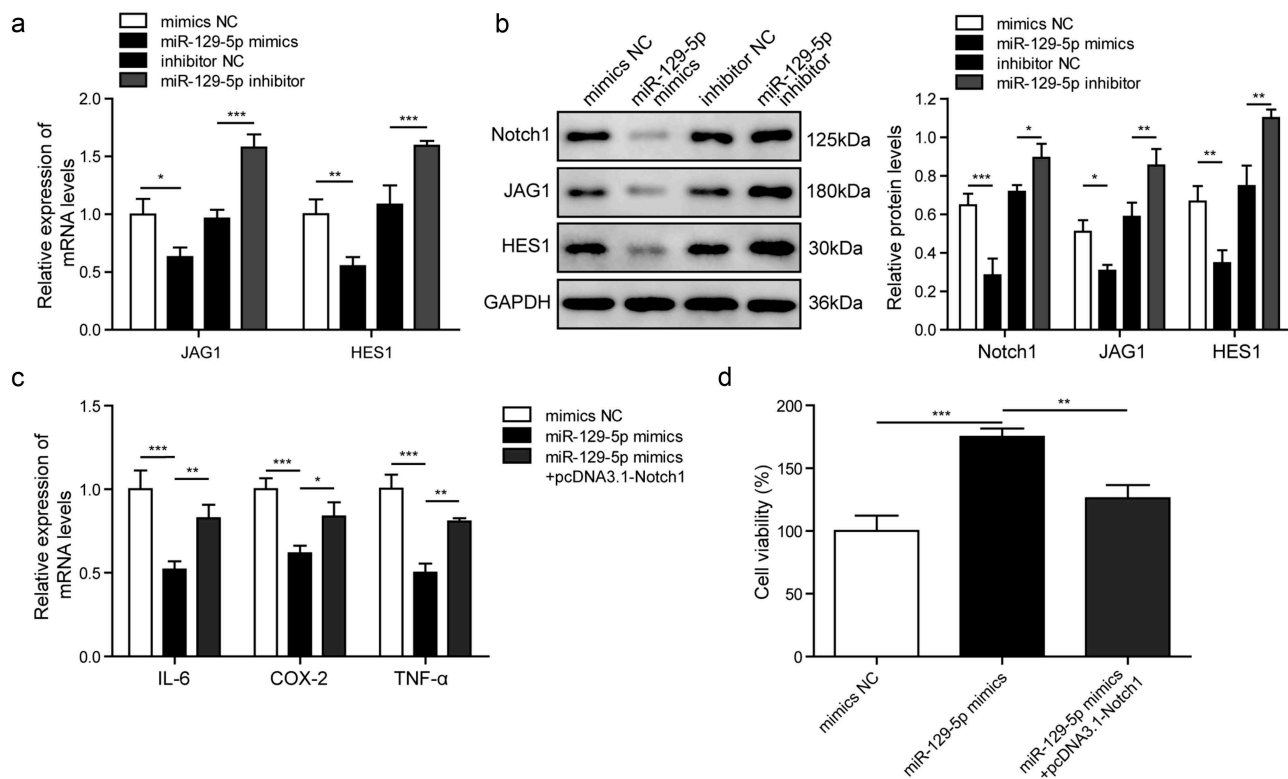 a
mimics NC
miR-129-5p mimics
inhibitor NC
miR-129-5p inhibitor
Relative expression of
mRNA levels
2.0
1.5
1.0
0.5
0.0
*
***
**
***
JAG1
HES1
b
mimics NC
miR-129-5p
mimics
inhibitor NC
miR-129-5p
inhibitor
Notch1
125kDa
JAG1
180kDa
HES1
30kDa
GAPDH
36kDa
mimics NC
miR-129-5p mimics
inhibitor NC
miR-129-5p inhibitor
Relative protein levels
1.2
1.0
0.8
0.6
0.4
0.2
0.0
***
*
*
**
**
**
Notch1
JAG1
HES1
c
Relative expression of
mRNA levels
1.5
1.0
0.5
0.0
***
**
***
*
***
**
IL-6
COX-2
TNF-α
mimics NC
miR-129-5p mimics
miR-129-5p mimics
+pcDNA3.1-Notch1
d
Cell viability (%)
200
150
100
50
0
***
**
mimics NC
miR-129-5p mimics
miR-129-5p mimics
+pcDNA3.1-Notch1